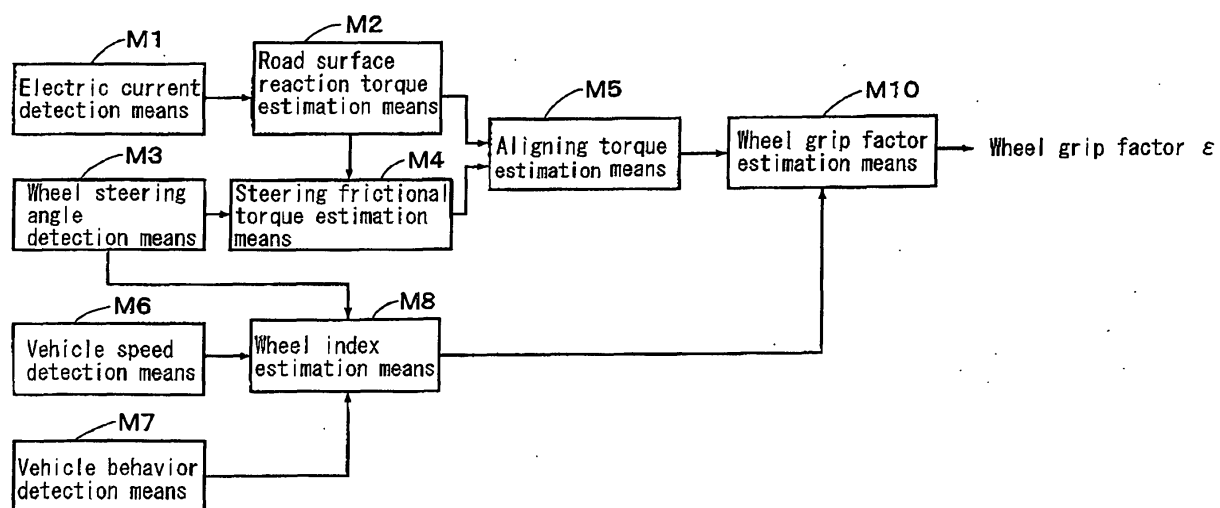 M1
Electric current
detection means
M2
Road surface
reaction torque
estimation means
M3
Wheel steering
angle
detection means
M4
Steering frictional
torque estimation
means
M5
Aligning torque
estimation means
M10
Wheel grip factor
estimation means
Wheel grip factor ε
M6
Vehicle speed
detection means
M8
Wheel index
estimation means
M7
Vehicle behavior
detection means